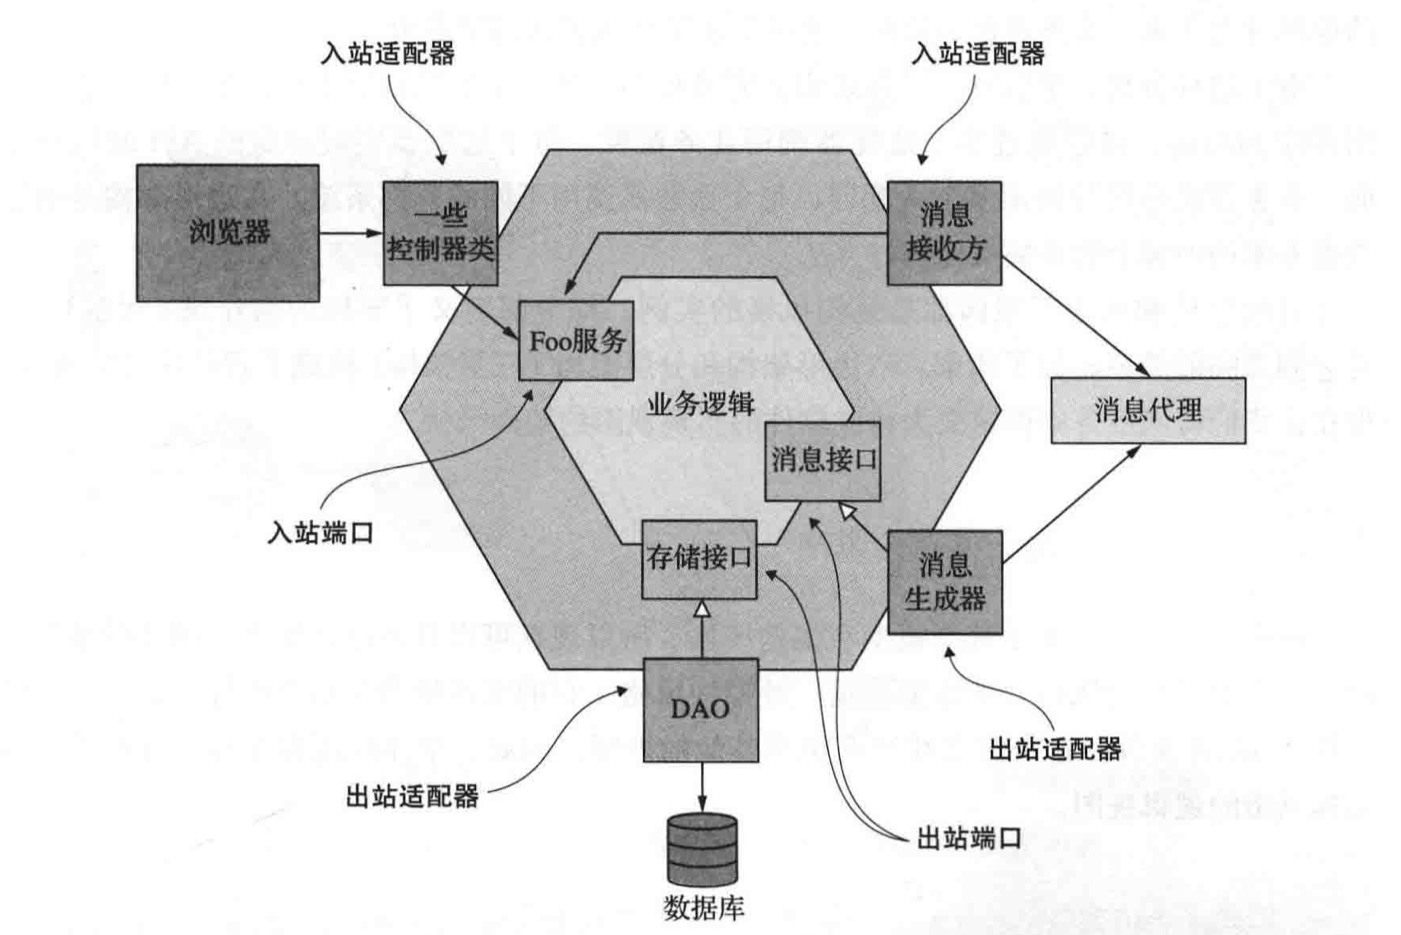 入站适配器
入站适配器
浏览器
一些
控制器类
消息
接收方
Foo服务
业务逻辑
消息代理
消息接口
入站端口
存储接口
消息
生成器
DAO
出站适配器
出站适配器
出站端口
数据库